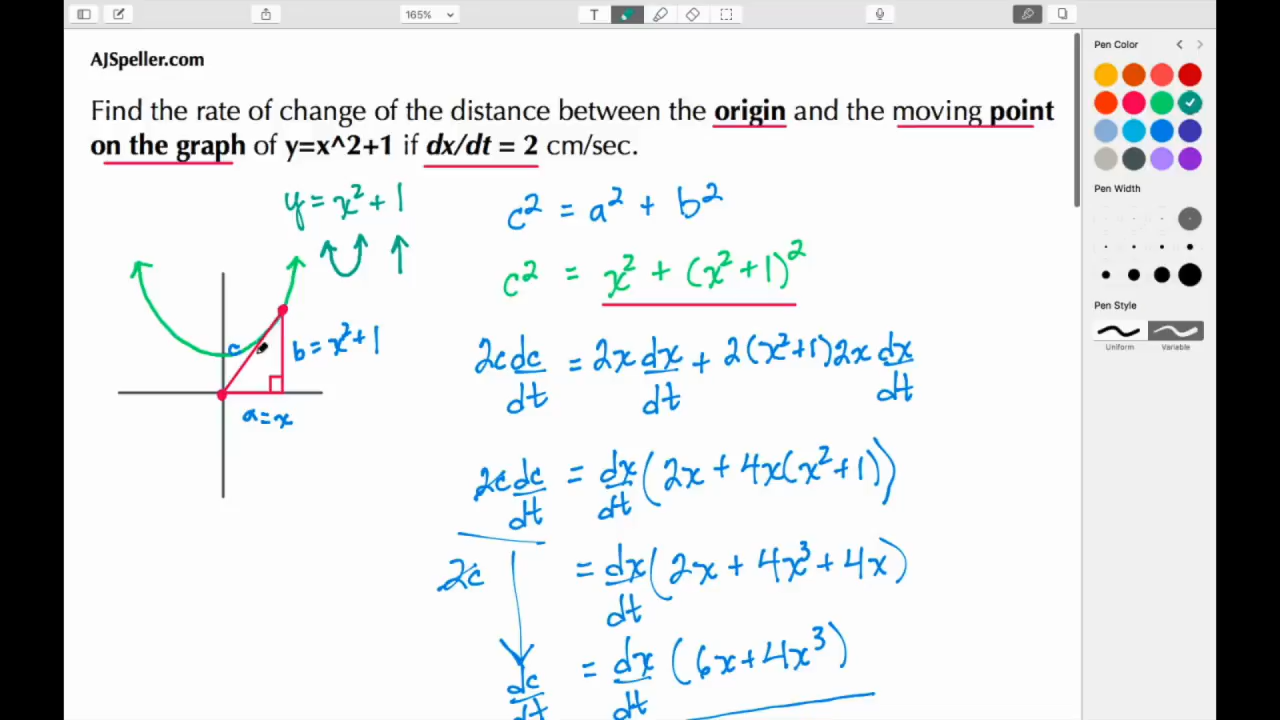 165%
T
AJSpeller.com
Find the rate of change of the distance between the origin and the moving point
on the graph of y=x^2+1 if dx/dt = 2 cm/sec.
y = x² + 1
c² = a² + b²
c² = x² + (x² + 1)²
c
b = x² + 1
a = x
2c dc/dt = 2x dx/dt + 2(x² + 1)2x dx/dt
2c dc/dt = dx/dt (2x + 4x(x² + 1))
2c = dx/dt (2x + 4x³ + 4x)
dc/dt = dx/dt (6x + 4x³)
Pen Color
Pen Width
Pen Style
Uniform Variable